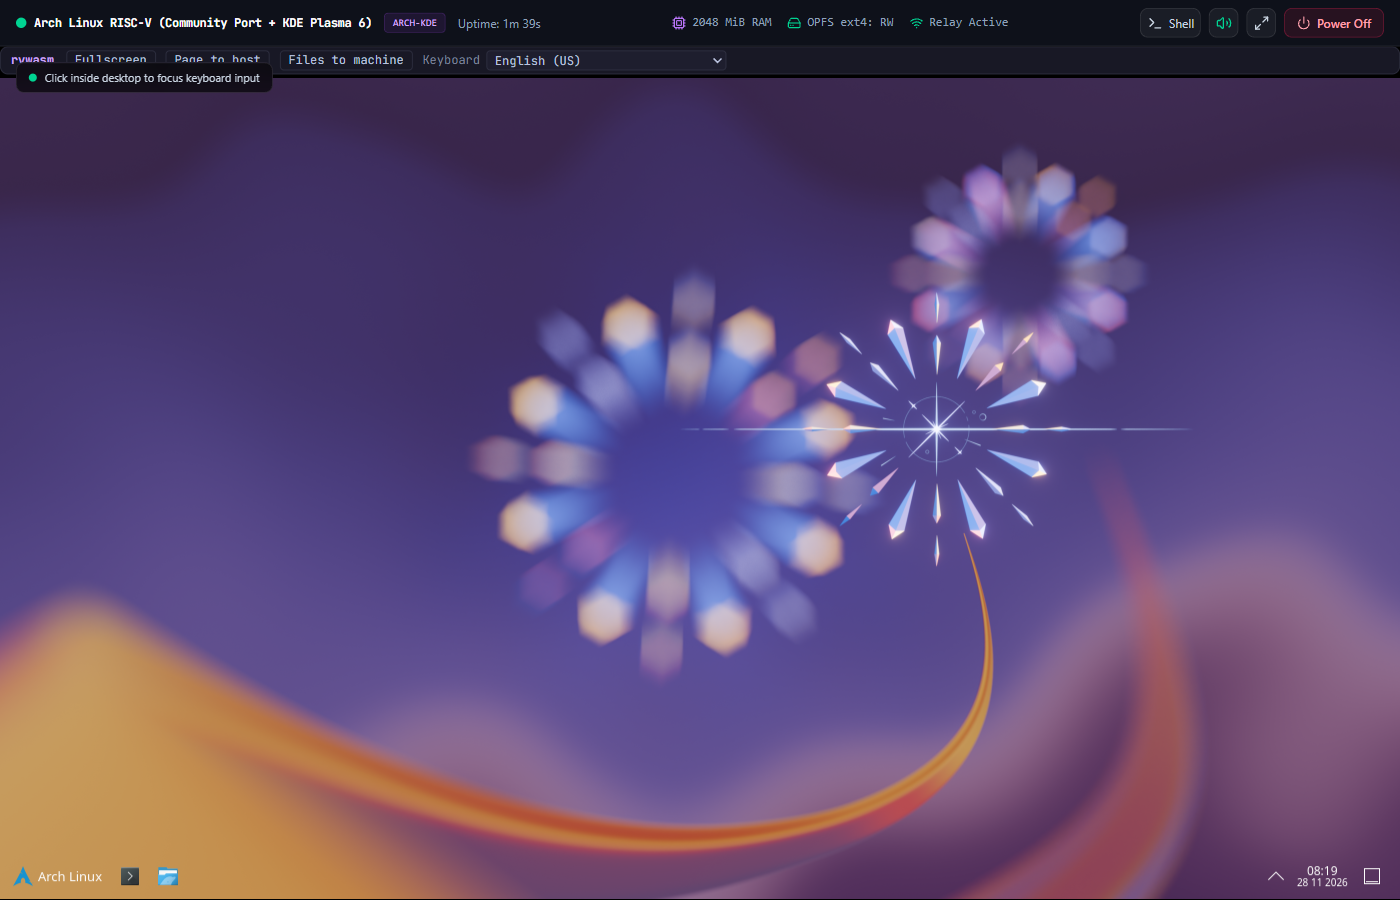 Arch Linux RISC-V (Community Port + KDE Plasma 6) ARCH-KDE Uptime: 1m 39s 2048 MiB RAM OPFS ext4: RW Relay Active Shell Power Off
rvwasm Fullscreen Page to host Files to machine Keyboard English (US)
Click inside desktop to focus keyboard input
Arch Linux
08:19
28 11 2026